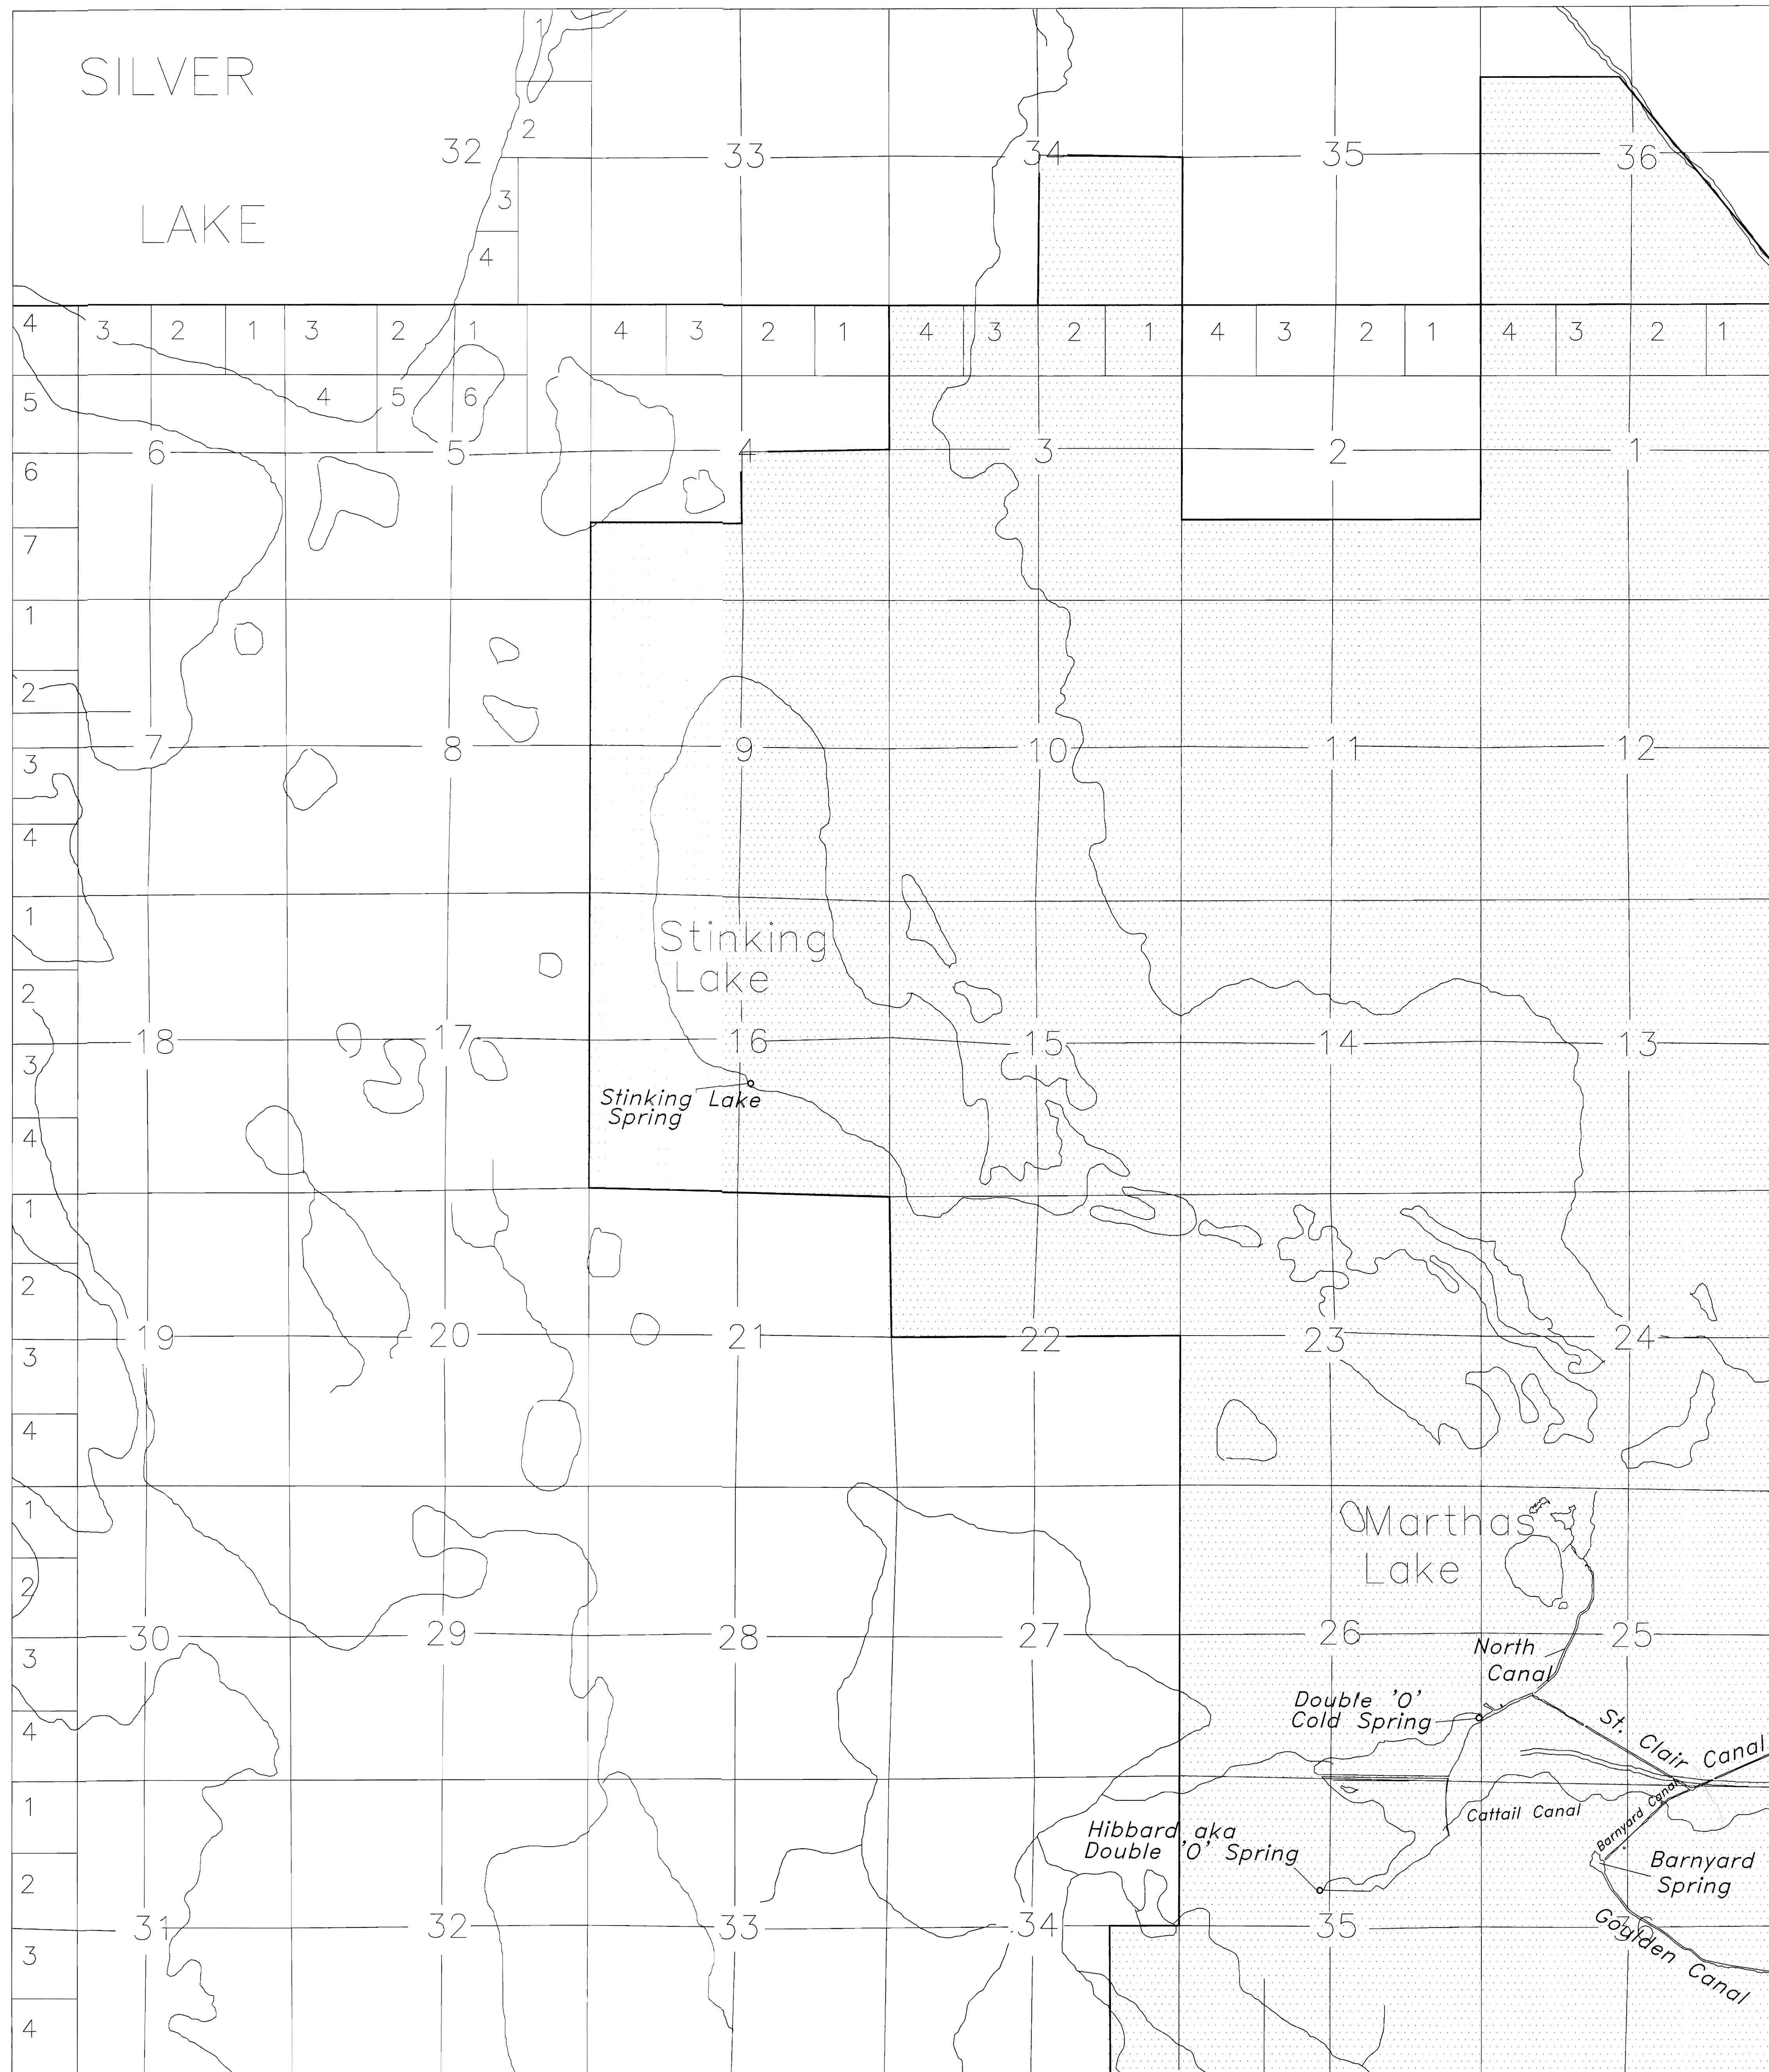 SILVER
LAKE
1
2
32
33
34
35
36
3
4
4 3 2 1 3 2 1 4 3 2 1 4 3 2 1 4 3 2 1 4 3 2 1
5 4 5 6
6 5 4 3 2 1
6
7
1
2
7 8 9 10 11 12
3
4
1
Stinking
Lake
2
18 17 16 15 14 13
3
Stinking Lake
Spring
4
1
2
19 20 21 22 23 24
3
4
1
Marthas
Lake
2
30 29 28 27 26 25
3
North
Canal
Double 'O'
Cold Spring
4
St. Clair Canal
1
Cattail Canal
Barnyard Canal
Hibbard aka
Double 'O' Spring
2
Barnyard
Spring
31 32 33 34 35 36
Goulden Canal
3
4